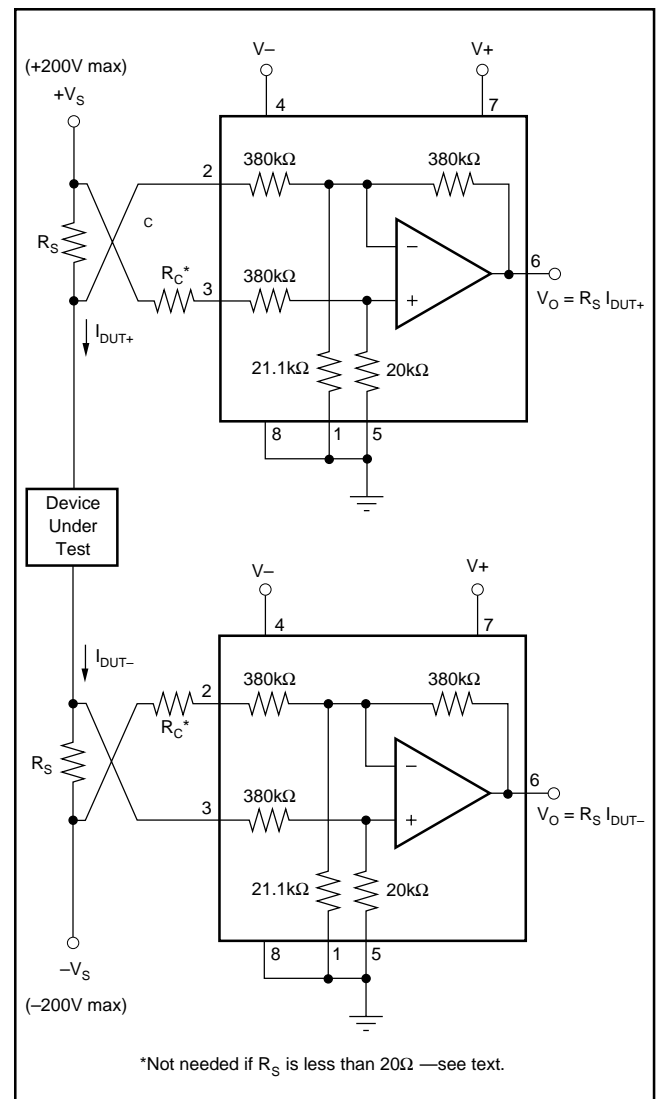 V– V+
(+200V max)
+V_S
4 7
2 380kΩ 380kΩ
C
R_S
R_C*
3 380kΩ
– 
+
6
V_O = R_S I_DUT+
I_DUT+
21.1kΩ 20kΩ
8 1 5
Device
Under
Test
V– V+
4 7
I_DUT–
2 380kΩ 380kΩ
R_C*
R_S
3 380kΩ
–
+
6
V_O = R_S I_DUT–
21.1kΩ 20kΩ
8 1 5
–V_S
(–200V max)
*Not needed if R_S is less than 20Ω —see text.